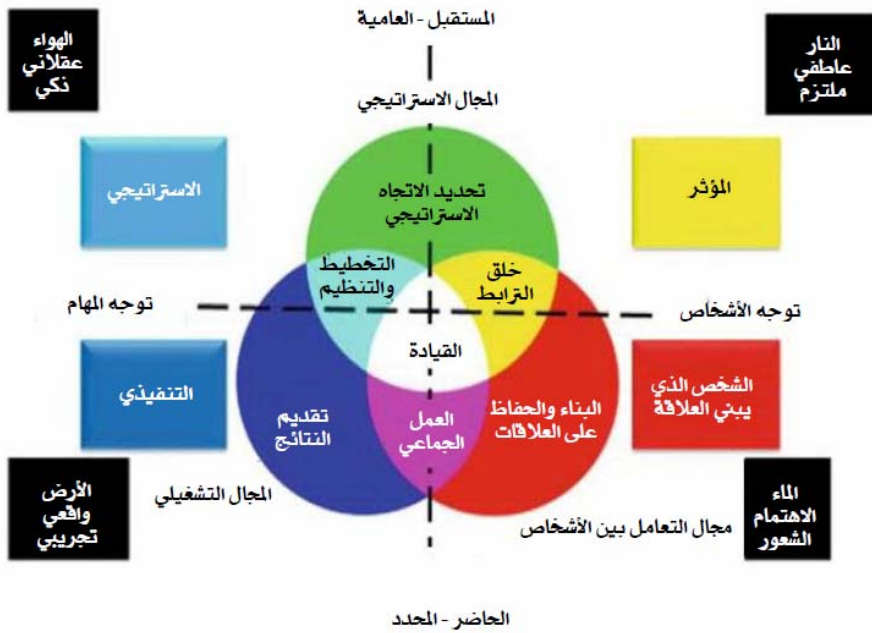 المستقبل - العامية
النار
عاطفي
ملتزم
الهواء
عقلاني
ذكي
المجال الاستراتيجي
المؤثر
تحديد الاتجاه
الاستراتيجي
الاستراتيجي
خلق
الترابط
التخطيط
والتنظيم
توجه الأشخاص
توجه المهام
القيادة
الشخص الذي
يبني العلاقة
البناء والحفاظ
على العلاقات
العمل
الجماعي
تقديم
النتائج
التنفيذي
الماء
الاهتمام
الشعور
مجال التعامل بين الأشخاص
المجال التشغيلي
الأرض
واقعي
تجريبي
الحاضر - المحدد